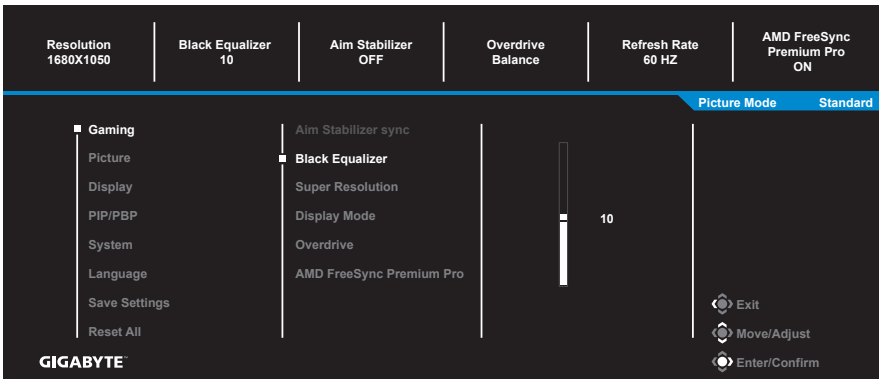 Resolution
1680X1050
Black Equalizer
10
Aim Stabilizer
OFF
Overdrive
Balance
Refresh Rate
60 HZ
AMD FreeSync
Premium Pro
ON
Picture Mode Standard
Gaming
Picture
Display
PIP/PBP
System
Language
Save Settings
Reset All
Aim Stabilizer sync
Black Equalizer
Super Resolution
Display Mode
Overdrive
AMD FreeSync Premium Pro
10
Exit
Move/Adjust
Enter/Confirm
GIGABYTE™